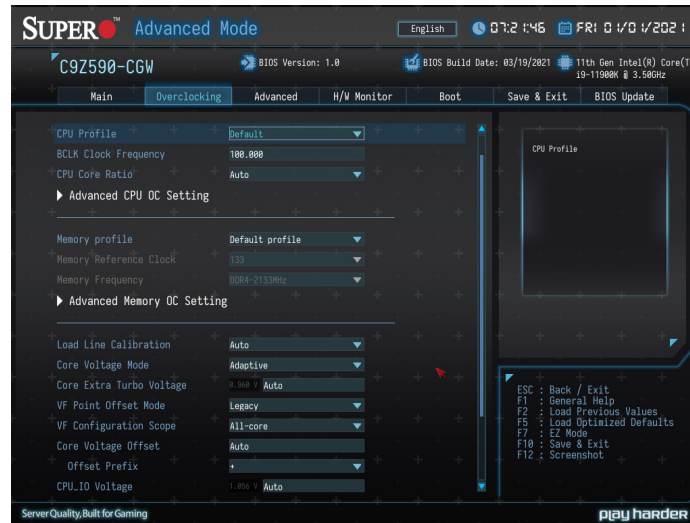 SUPER™ Advanced Mode
English 07:21:46 FRI 01/01/2021
C9Z590-CGW BIOS Version: 1.0 BIOS Build Date: 03/19/2021 11th Gen Intel(R) Core(T
i9-11900K @ 3.50GHz
Main Overclocking Advanced H/W Monitor Boot Save & Exit BIOS Update
CPU Profile Default
BCLK Clock Frequency 100.000
CPU Core Ratio Auto
Advanced CPU OC Setting
Memory profile Default profile
Memory Reference Clock 133
Memory Frequency DDR4-2133MHz
Advanced Memory OC Setting
Load Line Calibration Auto
Core Voltage Mode Adaptive
Core Extra Turbo Voltage 0.960 V Auto
VF Point Offset Mode Legacy
VF Configuration Scope All-core
Core Voltage Offset Auto
Offset Prefix +
CPU_IO Voltage 1.056 V Auto
CPU Profile
ESC : Back / Exit
F1 : General Help
F2 : Load Previous Values
F5 : Load Optimized Defaults
F7 : EZ Mode
F10 : Save & Exit
F12 : Screenshot
Server Quality, Built for Gaming
play harder